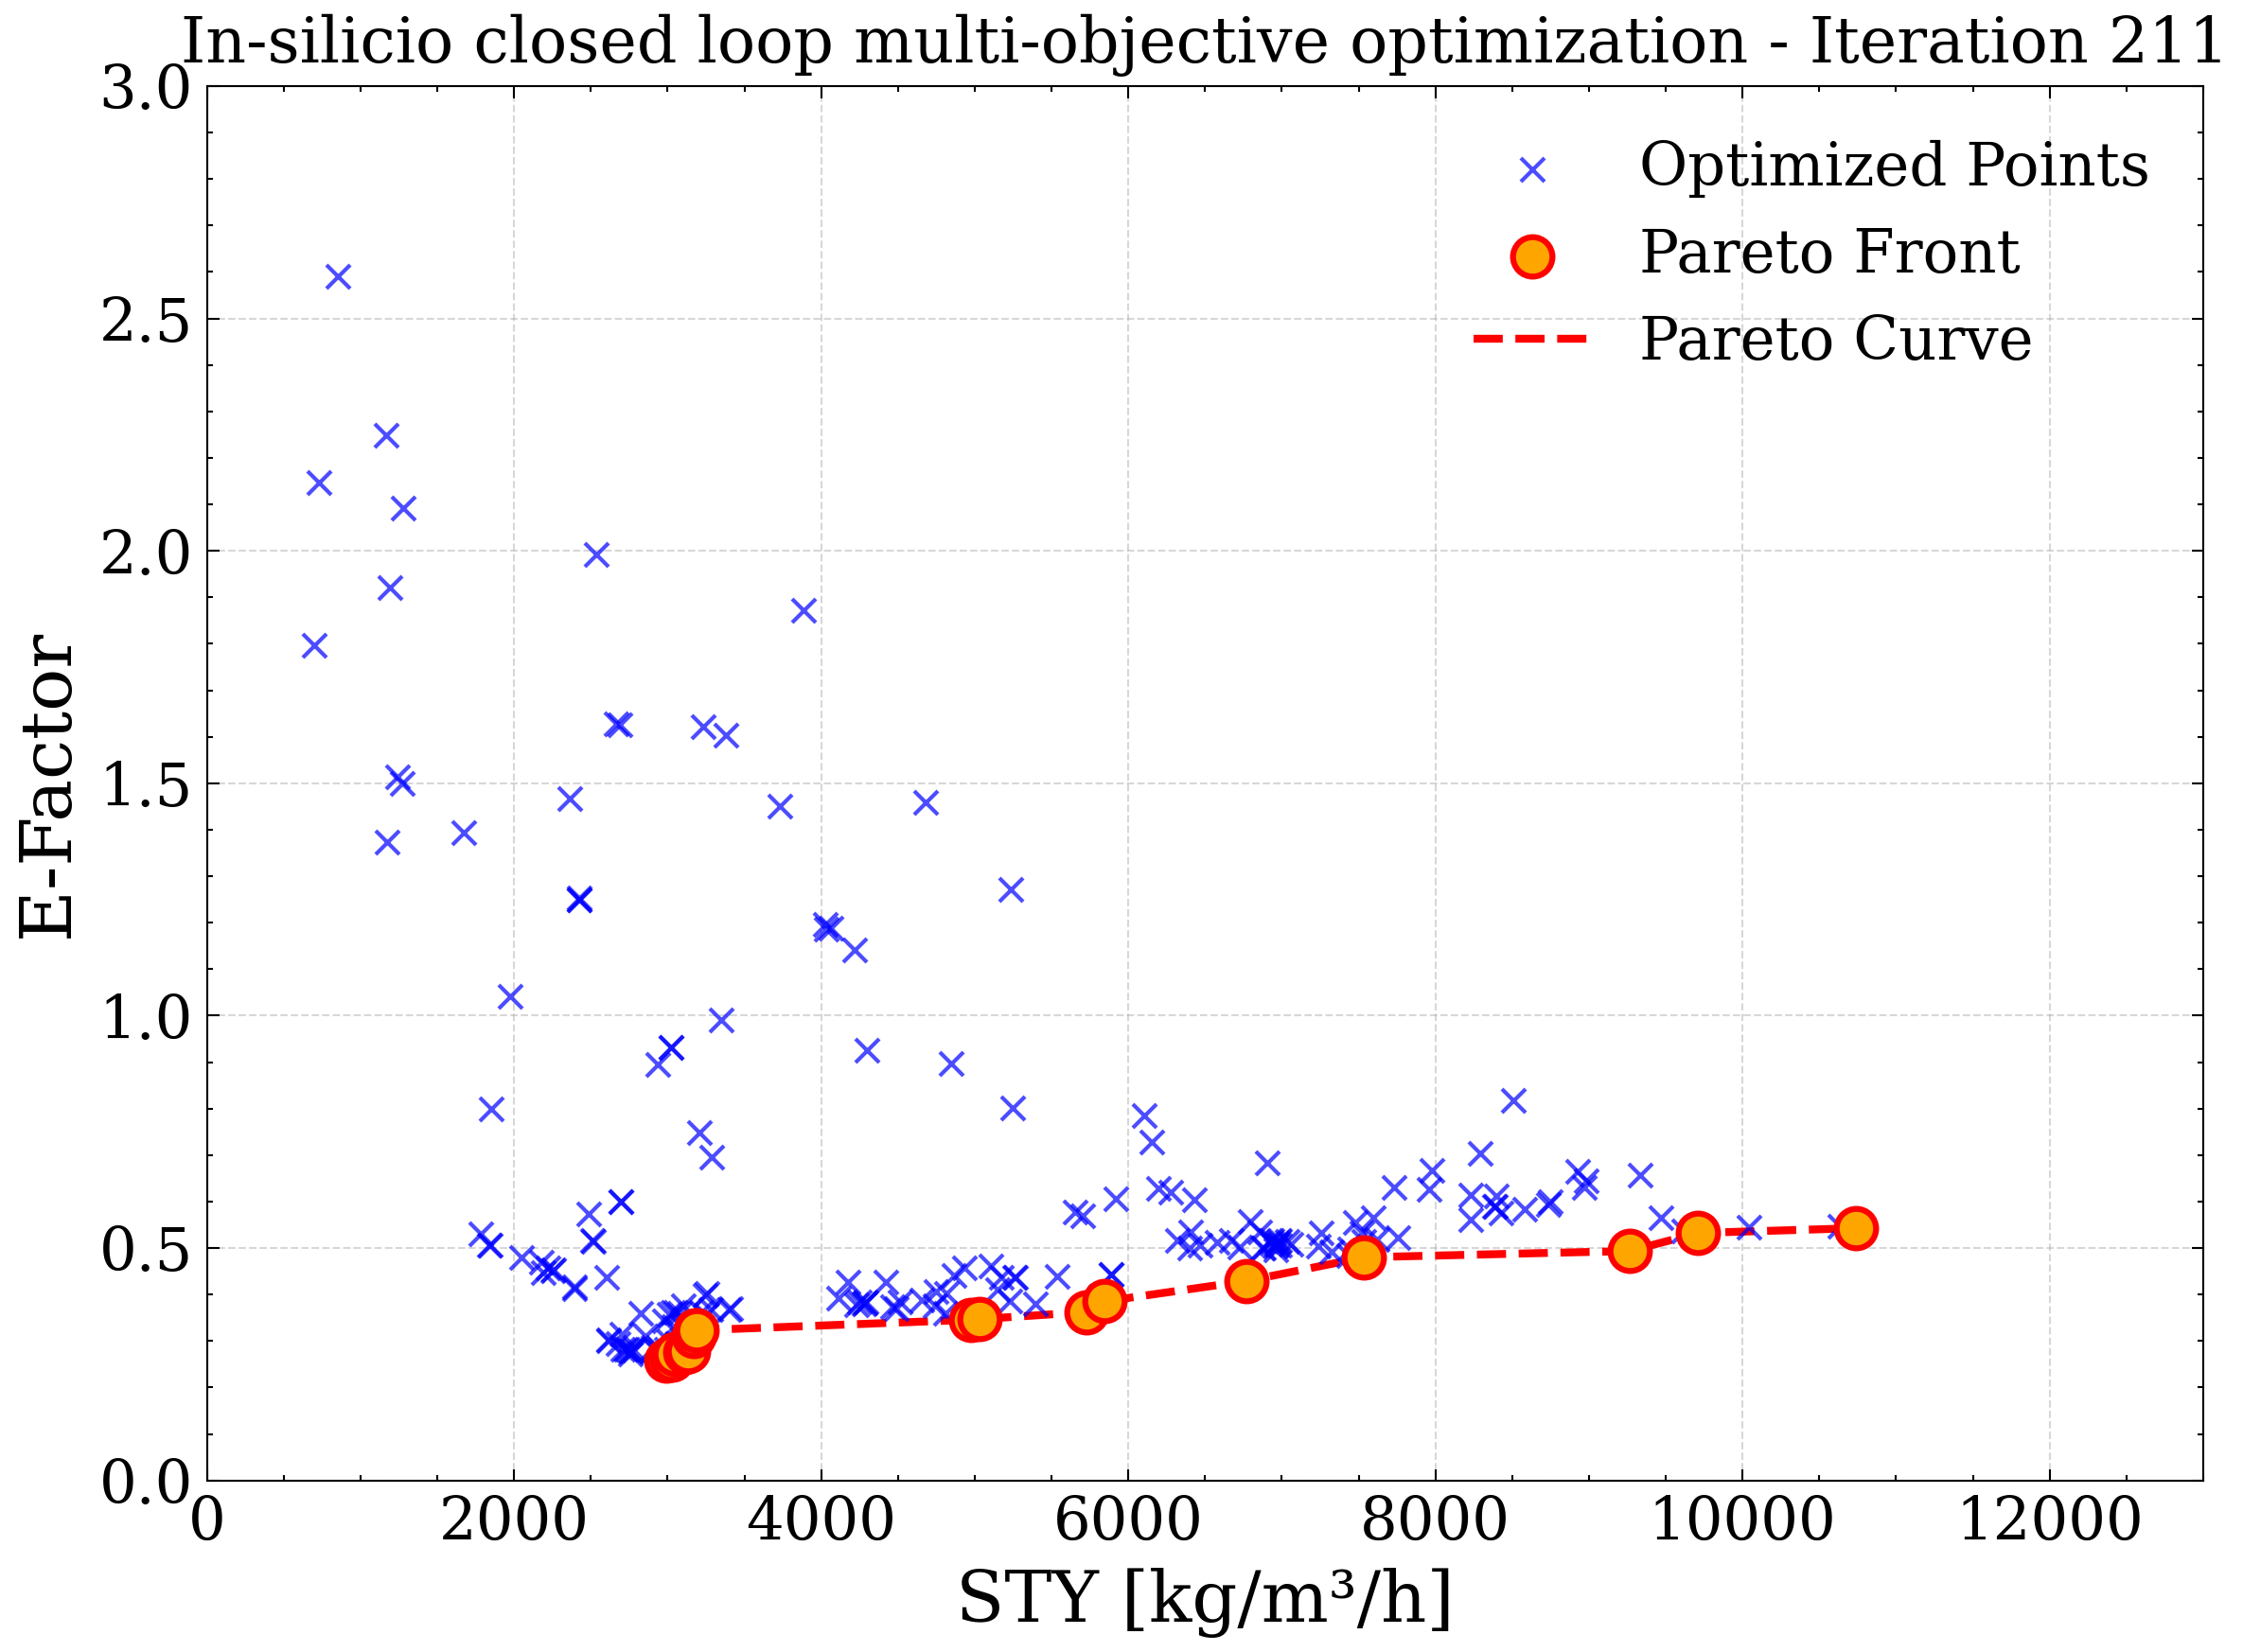 In-silicio closed loop multi-objective optimization - Iteration 211
3.0
2.5
2.0
1.5
1.0
0.5
0.0
E-Factor
Optimized Points
Pareto Front
Pareto Curve
0 2000 4000 6000 8000 10000 12000
STY [kg/m³/h]